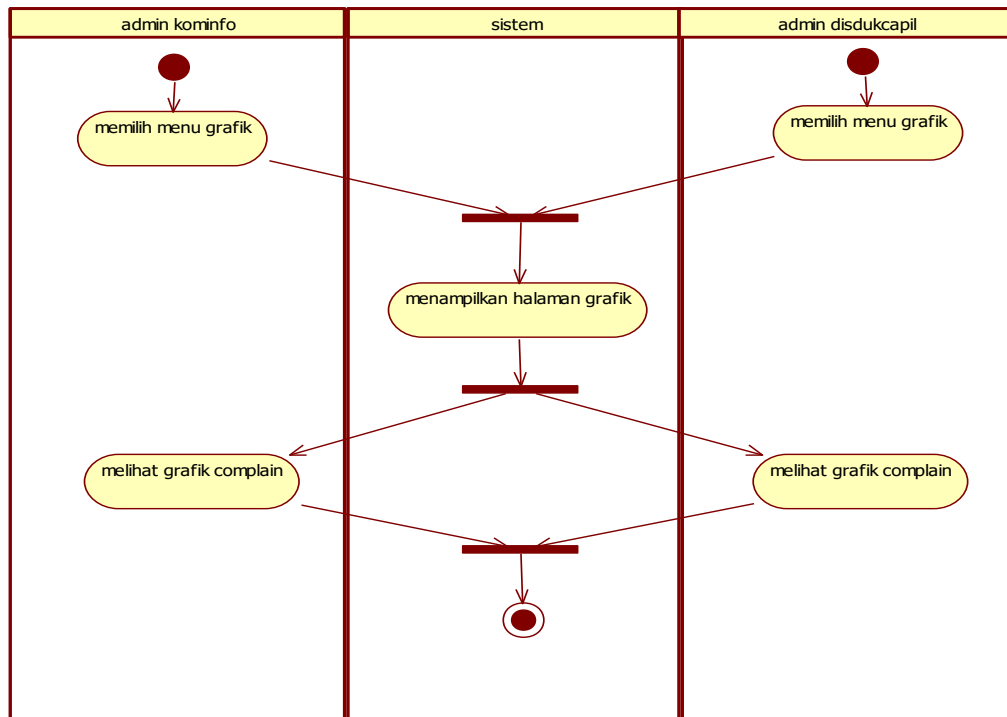 admin kominfo
sistem
admin disdukcapil
memilih menu grafik
memilih menu grafik
menampilkan halaman grafik
melihat grafik complain
melihat grafik complain